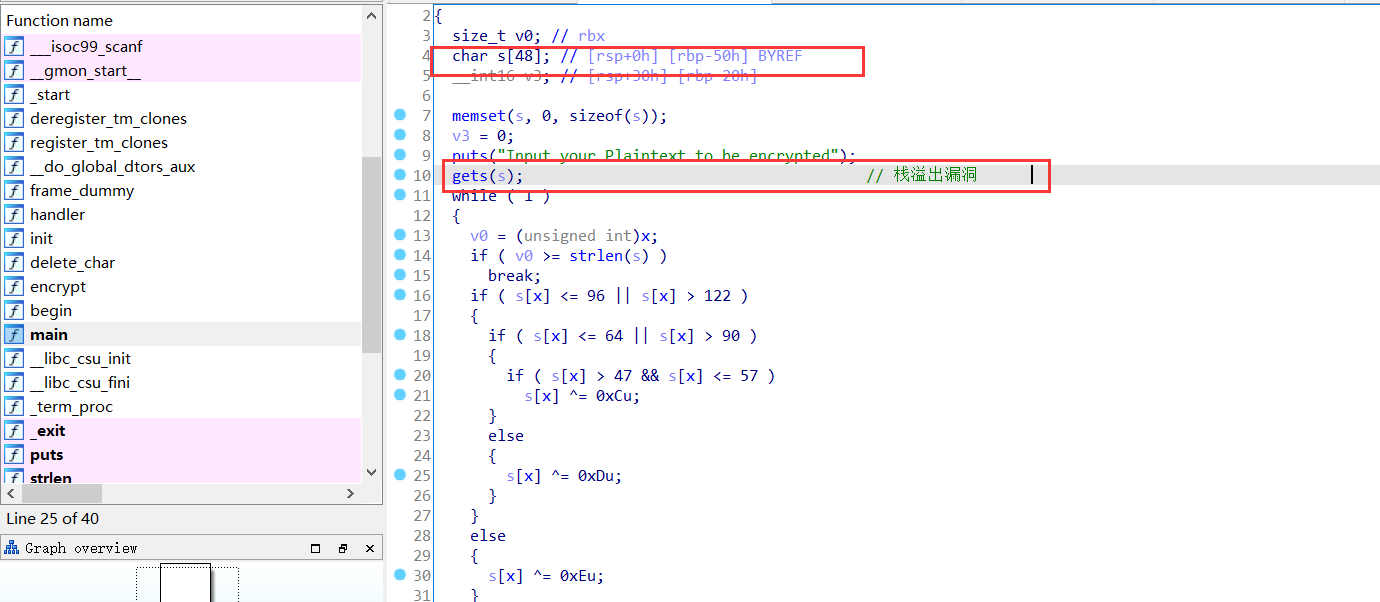 Function name
f ___isoc99_scanf
f __gmon_start__
f _start
f deregister_tm_clones
f register_tm_clones
f __do_global_dtors_aux
f frame_dummy
f handler
f init
f delete_char
f encrypt
f begin
f main
f __libc_csu_init
f __libc_csu_fini
f _term_proc
f _exit
f puts
f strlen
Line 25 of 40
Graph overview
2 {
3 size_t v0; // rbx
4 char s[48]; // [rsp+0h] [rbp-50h] BYREF
5 __int16 v3; // [rsp+30h] [rbp-20h]
6
7 memset(s, 0, sizeof(s));
8 v3 = 0;
9 puts("Input your Plaintext to be encrypted");
10 gets(s); // 栈溢出漏洞
11 while ( 1 )
12 {
13 v0 = (unsigned int)x;
14 if ( v0 >= strlen(s) )
15 break;
16 if ( s[x] <= 96 || s[x] > 122 )
17 {
18 if ( s[x] <= 64 || s[x] > 90 )
19 {
20 if ( s[x] > 47 && s[x] <= 57 )
21 s[x] ^= 0xCu;
22 }
23 else
24 {
25 s[x] ^= 0xDu;
26 }
27 }
28 else
29 {
30 s[x] ^= 0xEu;
31 }